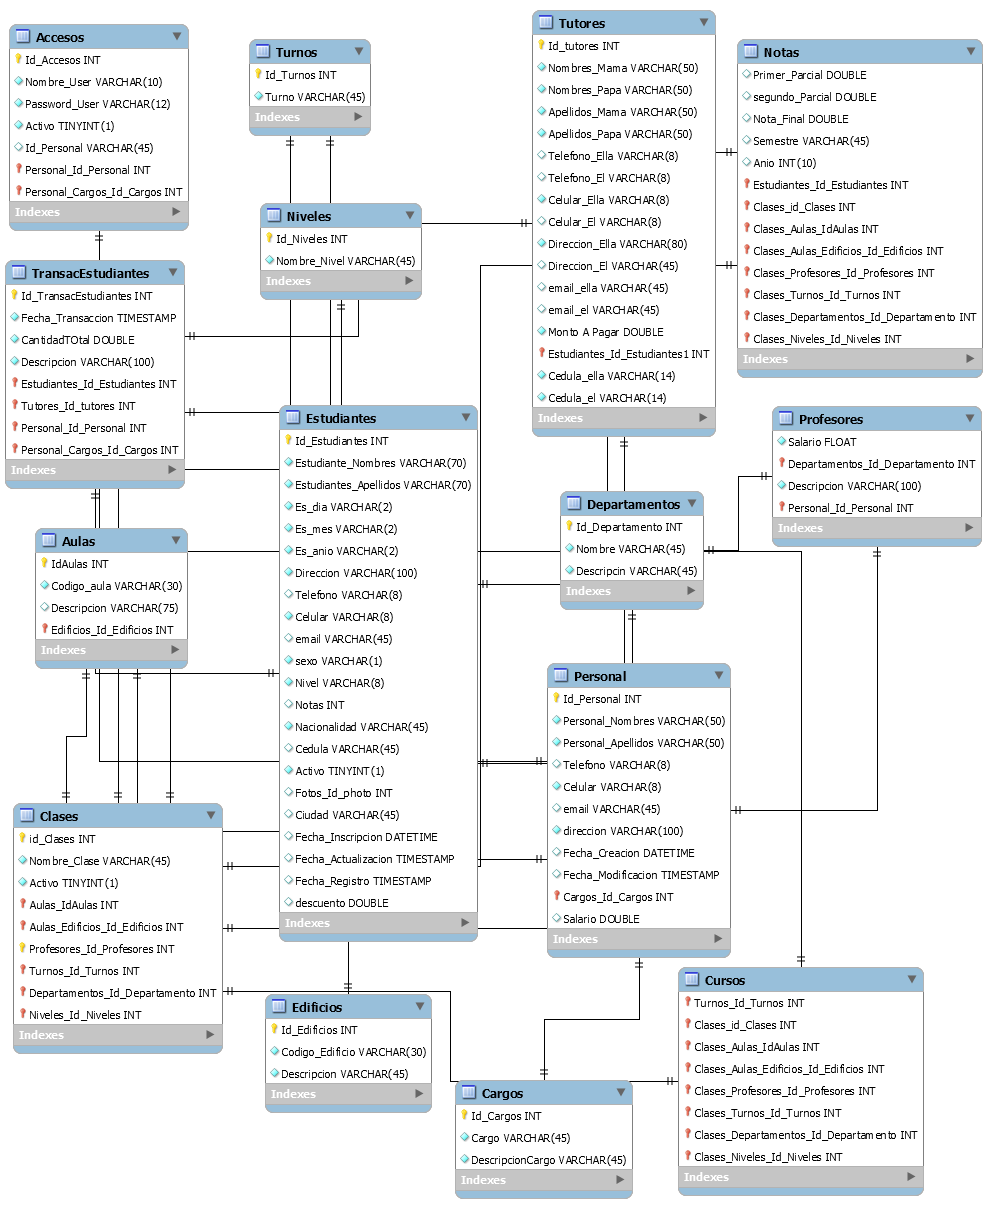 Accesos
Id_Accesos INT
Nombre_User VARCHAR(10)
Password_User VARCHAR(12)
Activo TINYINT(1)
Id_Personal VARCHAR(45)
Personal_Id_Personal INT
Personal_Cargos_Id_Cargos INT
Indexes
Turnos
Id_Turnos INT
Turno VARCHAR(45)
Indexes
Tutores
Id_tutores INT
Nombres_Mama VARCHAR(50)
Nombres_Papa VARCHAR(50)
Apellidos_Mama VARCHAR(50)
Apellidos_Papa VARCHAR(50)
Telefono_Ella VARCHAR(8)
Telefono_El VARCHAR(8)
Celular_Ella VARCHAR(8)
Celular_El VARCHAR(8)
Direccion_Ella VARCHAR(80)
Direccion_El VARCHAR(45)
email_ella VARCHAR(45)
email_el VARCHAR(45)
Monto A Pagar DOUBLE
Estudiantes_Id_Estudiantes1 INT
Cedula_ella VARCHAR(14)
Cedula_el VARCHAR(14)
Indexes
Notas
Primer_Parcial DOUBLE
segundo_Parcial DOUBLE
Nota_Final DOUBLE
Semestre VARCHAR(45)
Anio INT(10)
Estudiantes_Id_Estudiantes INT
Clases_id_Clases INT
Clases_Aulas_IdAulas INT
Clases_Aulas_Edificios_Id_Edificios INT
Clases_Profesores_Id_Profesores INT
Clases_Turnos_Id_Turnos INT
Clases_Departamentos_Id_Departamento INT
Clases_Niveles_Id_Niveles INT
Indexes
Niveles
Id_Niveles INT
Nombre_Nivel VARCHAR(45)
Indexes
TransacEstudiantes
Id_TransacEstudiantes INT
Fecha_Transaccion TIMESTAMP
CantidadTOtal DOUBLE
Descripcion VARCHAR(100)
Estudiantes_Id_Estudiantes INT
Tutores_Id_tutores INT
Personal_Id_Personal INT
Personal_Cargos_Id_Cargos INT
Indexes
Estudiantes
Id_Estudiantes INT
Estudiante_Nombres VARCHAR(70)
Estudiantes_Apellidos VARCHAR(70)
Es_dia VARCHAR(2)
Es_mes VARCHAR(2)
Es_anio VARCHAR(2)
Direccion VARCHAR(100)
Telefono VARCHAR(8)
Celular VARCHAR(8)
email VARCHAR(45)
sexo VARCHAR(1)
Nivel VARCHAR(8)
Notas INT
Nacionalidad VARCHAR(45)
Cedula VARCHAR(45)
Activo TINYINT(1)
Fotos_Id_photo INT
Ciudad VARCHAR(45)
Fecha_Inscripcion DATETIME
Fecha_Actualizacion TIMESTAMP
Fecha_Registro TIMESTAMP
descuento DOUBLE
Indexes
Profesores
Salario FLOAT
Departamentos_Id_Departamento INT
Descripcion VARCHAR(100)
Personal_Id_Personal INT
Indexes
Departamentos
Id_Departamento INT
Nombre VARCHAR(45)
Descripcin VARCHAR(45)
Indexes
Aulas
IdAulas INT
Codigo_aula VARCHAR(30)
Descripcion VARCHAR(75)
Edificios_Id_Edificios INT
Indexes
Personal
Id_Personal INT
Personal_Nombres VARCHAR(50)
Personal_Apellidos VARCHAR(50)
Telefono VARCHAR(8)
Celular VARCHAR(8)
email VARCHAR(45)
direccion VARCHAR(100)
Fecha_Creacion DATETIME
Fecha_Modificacion TIMESTAMP
Cargos_Id_Cargos INT
Salario DOUBLE
Indexes
Clases
id_Clases INT
Nombre_Clase VARCHAR(45)
Activo TINYINT(1)
Aulas_IdAulas INT
Aulas_Edificios_Id_Edificios INT
Profesores_Id_Profesores INT
Turnos_Id_Turnos INT
Departamentos_Id_Departamento INT
Niveles_Id_Niveles INT
Indexes
Edificios
Id_Edificios INT
Codigo_Edificio VARCHAR(30)
Descripcion VARCHAR(45)
Indexes
Cargos
Id_Cargos INT
Cargo VARCHAR(45)
DescripcionCargo VARCHAR(45)
Indexes
Cursos
Turnos_Id_Turnos INT
Clases_id_Clases INT
Clases_Aulas_IdAulas INT
Clases_Aulas_Edificios_Id_Edificios INT
Clases_Profesores_Id_Profesores INT
Clases_Turnos_Id_Turnos INT
Clases_Departamentos_Id_Departamento INT
Clases_Niveles_Id_Niveles INT
Indexes